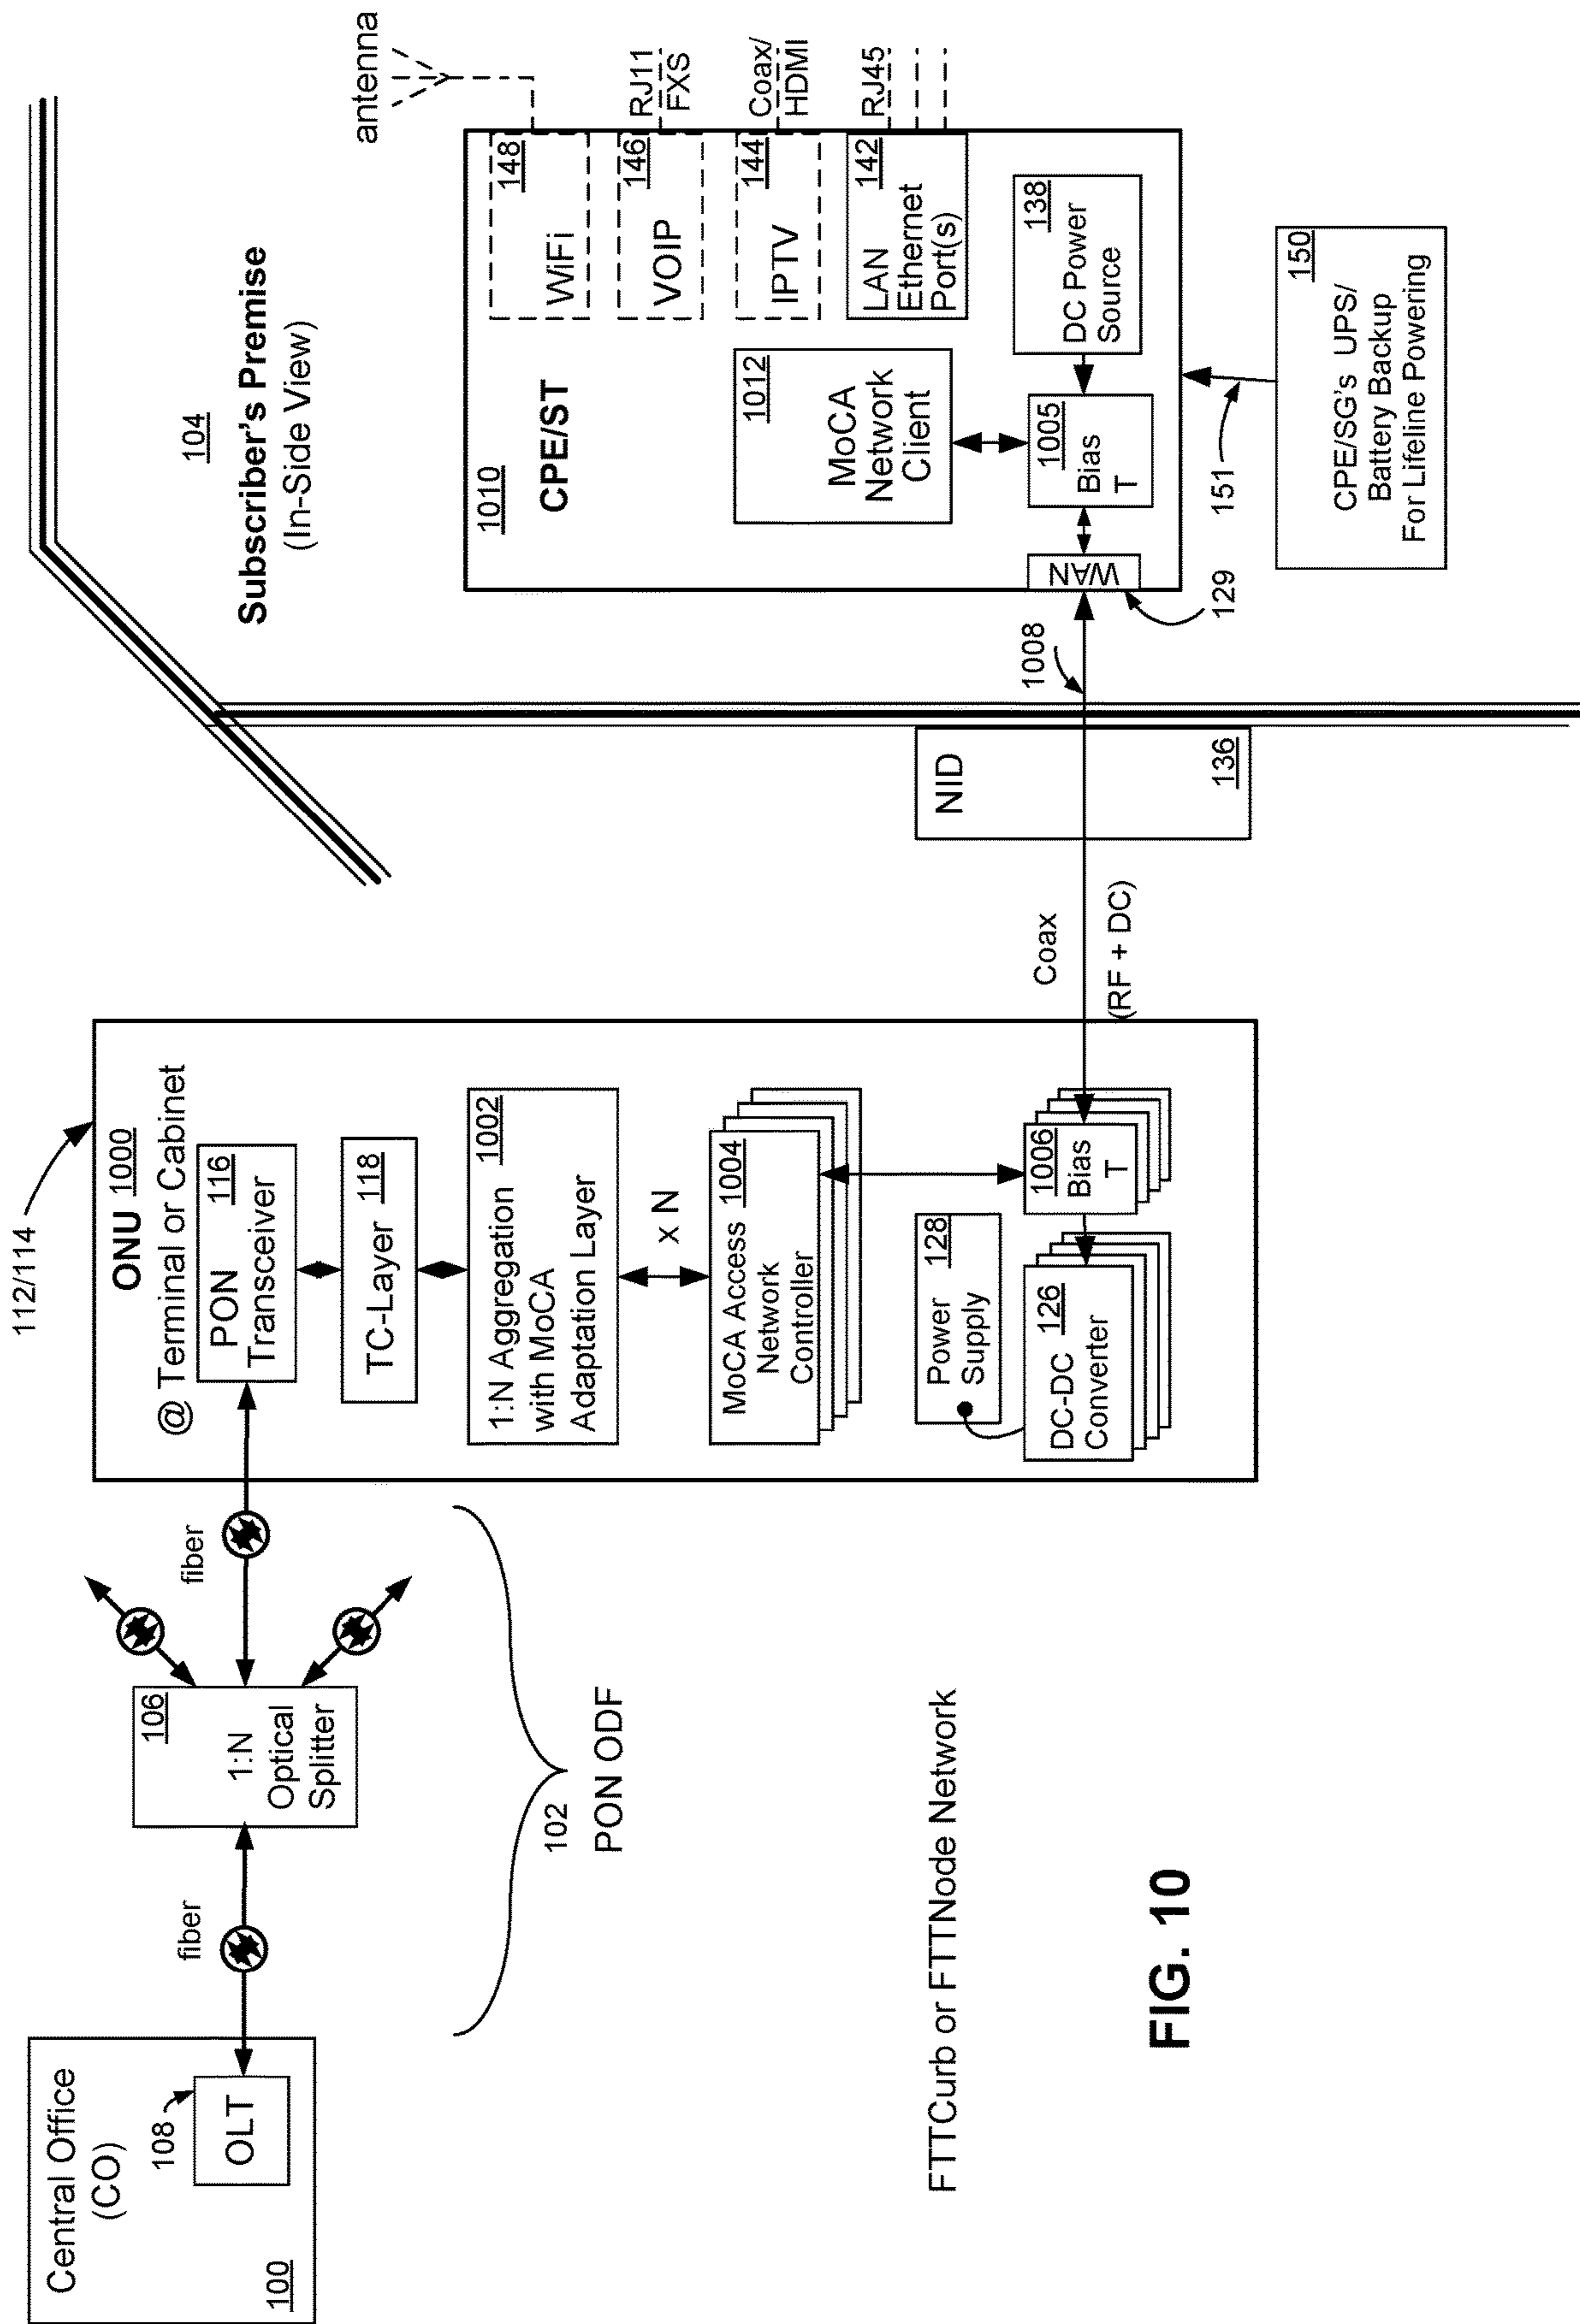 Central Office
(CO)
108
OLT
100
fiber
106
1:N
Optical
Splitter
fiber
102
PON ODF
112/114
ONU 1000
@ Terminal or Cabinet
PON 116
Transceiver
TC-Layer 118
1:N Aggregation 1002
with MoCA
Adaptation Layer
x N
MoCA Access 1004
Network
Controller
Power 128
Supply
DC-DC 126
Converter
1006
Bias
T
Coax
(RF + DC)
NID
136
1008
104
Subscriber's Premise
(In-Side View)
1010
CPE/ST
WAN
129
1012
MoCA
Network
Client
1005
Bias
T
138
DC Power
Source
148
WiFi
antenna
146
VOIP
RJ11
FXS
144
IPTV
Coax/
HDMI
142
LAN
Ethernet
Port(s)
RJ45
151
150
CPE/SG's UPS/
Battery Backup
For Lifeline Powering
FTTCurb or FTTNode Network
FIG. 10